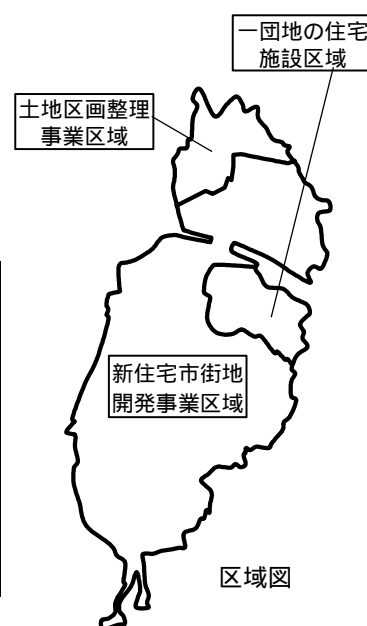 一団地の住宅
施設区域
土地区画整理
事業区域
新住宅市街地
開発事業区域
区域図